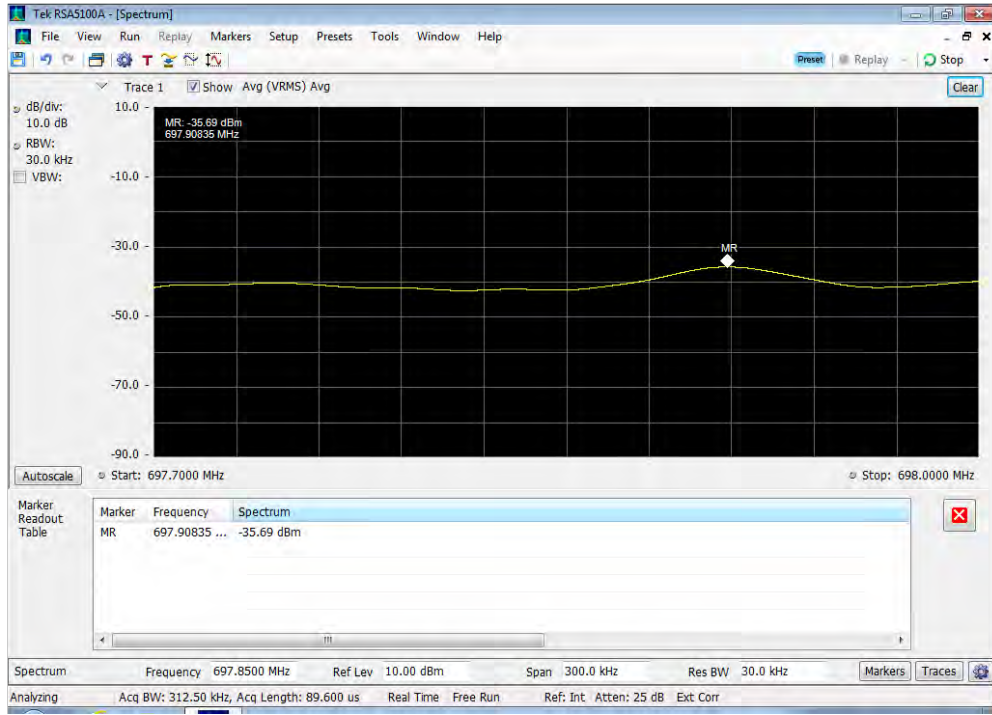 Tek RSA5100A - [Spectrum]
File View Run Replay Markers Setup Presets Tools Window Help
T
Preset Replay Stop
Trace 1 Show Avg (VRMS) Avg Clear
dB/div:
10.0 dB
RBW:
30.0 kHz
VBW:
10.0
MR: -35.69 dBm
697.90835 MHz
-10.0
-30.0
MR
-50.0
-70.0
-90.0
Autoscale Start: 697.7000 MHz Stop: 698.0000 MHz
Marker
Readout
Table
Marker Frequency Spectrum
MR 697.90835 ... -35.69 dBm
Spectrum Frequency 697.8500 MHz Ref Lev 10.00 dBm Span 300.0 kHz Res BW 30.0 kHz Markers Traces
Analyzing Acq BW: 312.50 kHz, Acq Length: 89.600 us Real Time Free Run Ref: Int Atten: 25 dB Ext Corr